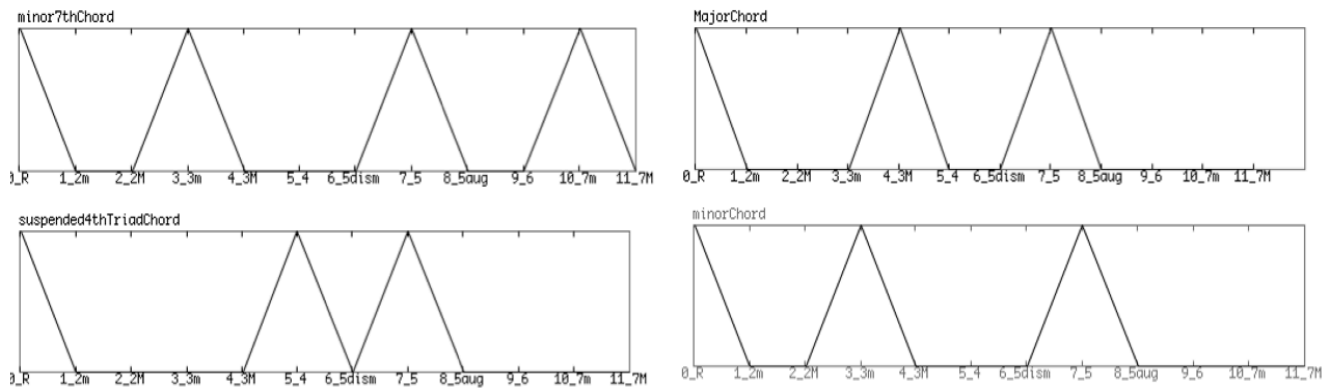 minor7thChord
0_R 1_2m 2_2M 3_3m 4_3M 5_4 6_5dism 7_5 8_5aug 9_6 10_7m 11_7M
MajorChord
0_R 1_2m 2_2M 3_3m 4_3M 5_4 6_5dism 7_5 8_5aug 9_6 10_7m 11_7M
suspended4thTriadChord
0_R 1_2m 2_2M 3_3m 4_3M 5_4 6_5dism 7_5 8_5aug 9_6 10_7m 11_7M
minorChord
0_R 1_2m 2_2M 3_3m 4_3M 5_4 6_5dism 7_5 8_5aug 9_6 10_7m 11_7M